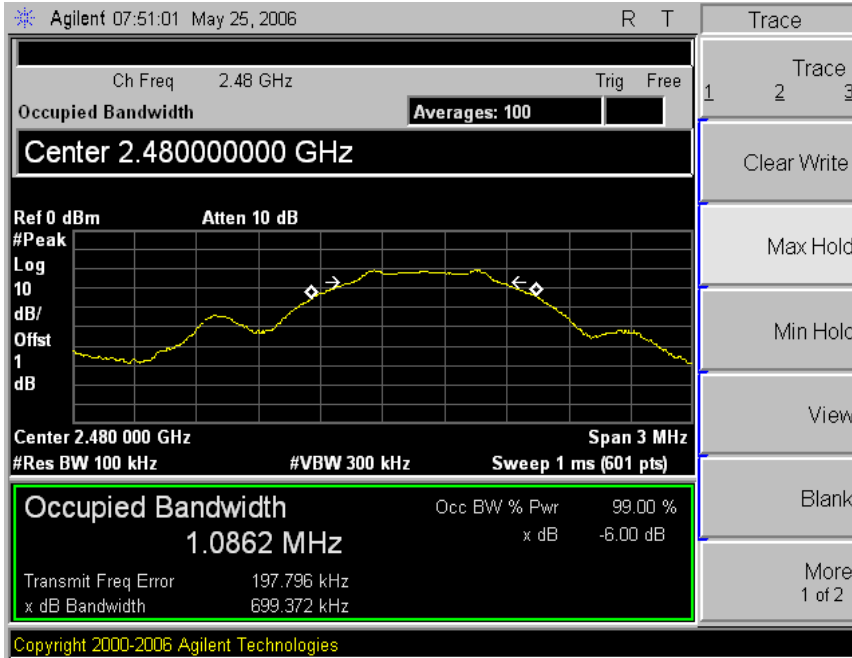 Agilent 07:51:01 May 25, 2006 R T
Trace
Ch Freq 2.48 GHz Trig Free
Occupied Bandwidth Averages: 100
Center 2.480000000 GHz
Ref 0 dBm Atten 10 dB
#Peak
Log
10
dB/
Offst
1
dB
Center 2.480 000 GHz Span 3 MHz
#Res BW 100 kHz #VBW 300 kHz Sweep 1 ms (601 pts)
Occupied Bandwidth Occ BW % Pwr 99.00 %
1.0862 MHz x dB -6.00 dB
Transmit Freq Error 197.796 kHz
x dB Bandwidth 699.372 kHz
Copyright 2000-2006 Agilent Technologies
Trace
1 2 3
Clear Write
Max Hold
Min Hold
View
Blank
More
1 of 2